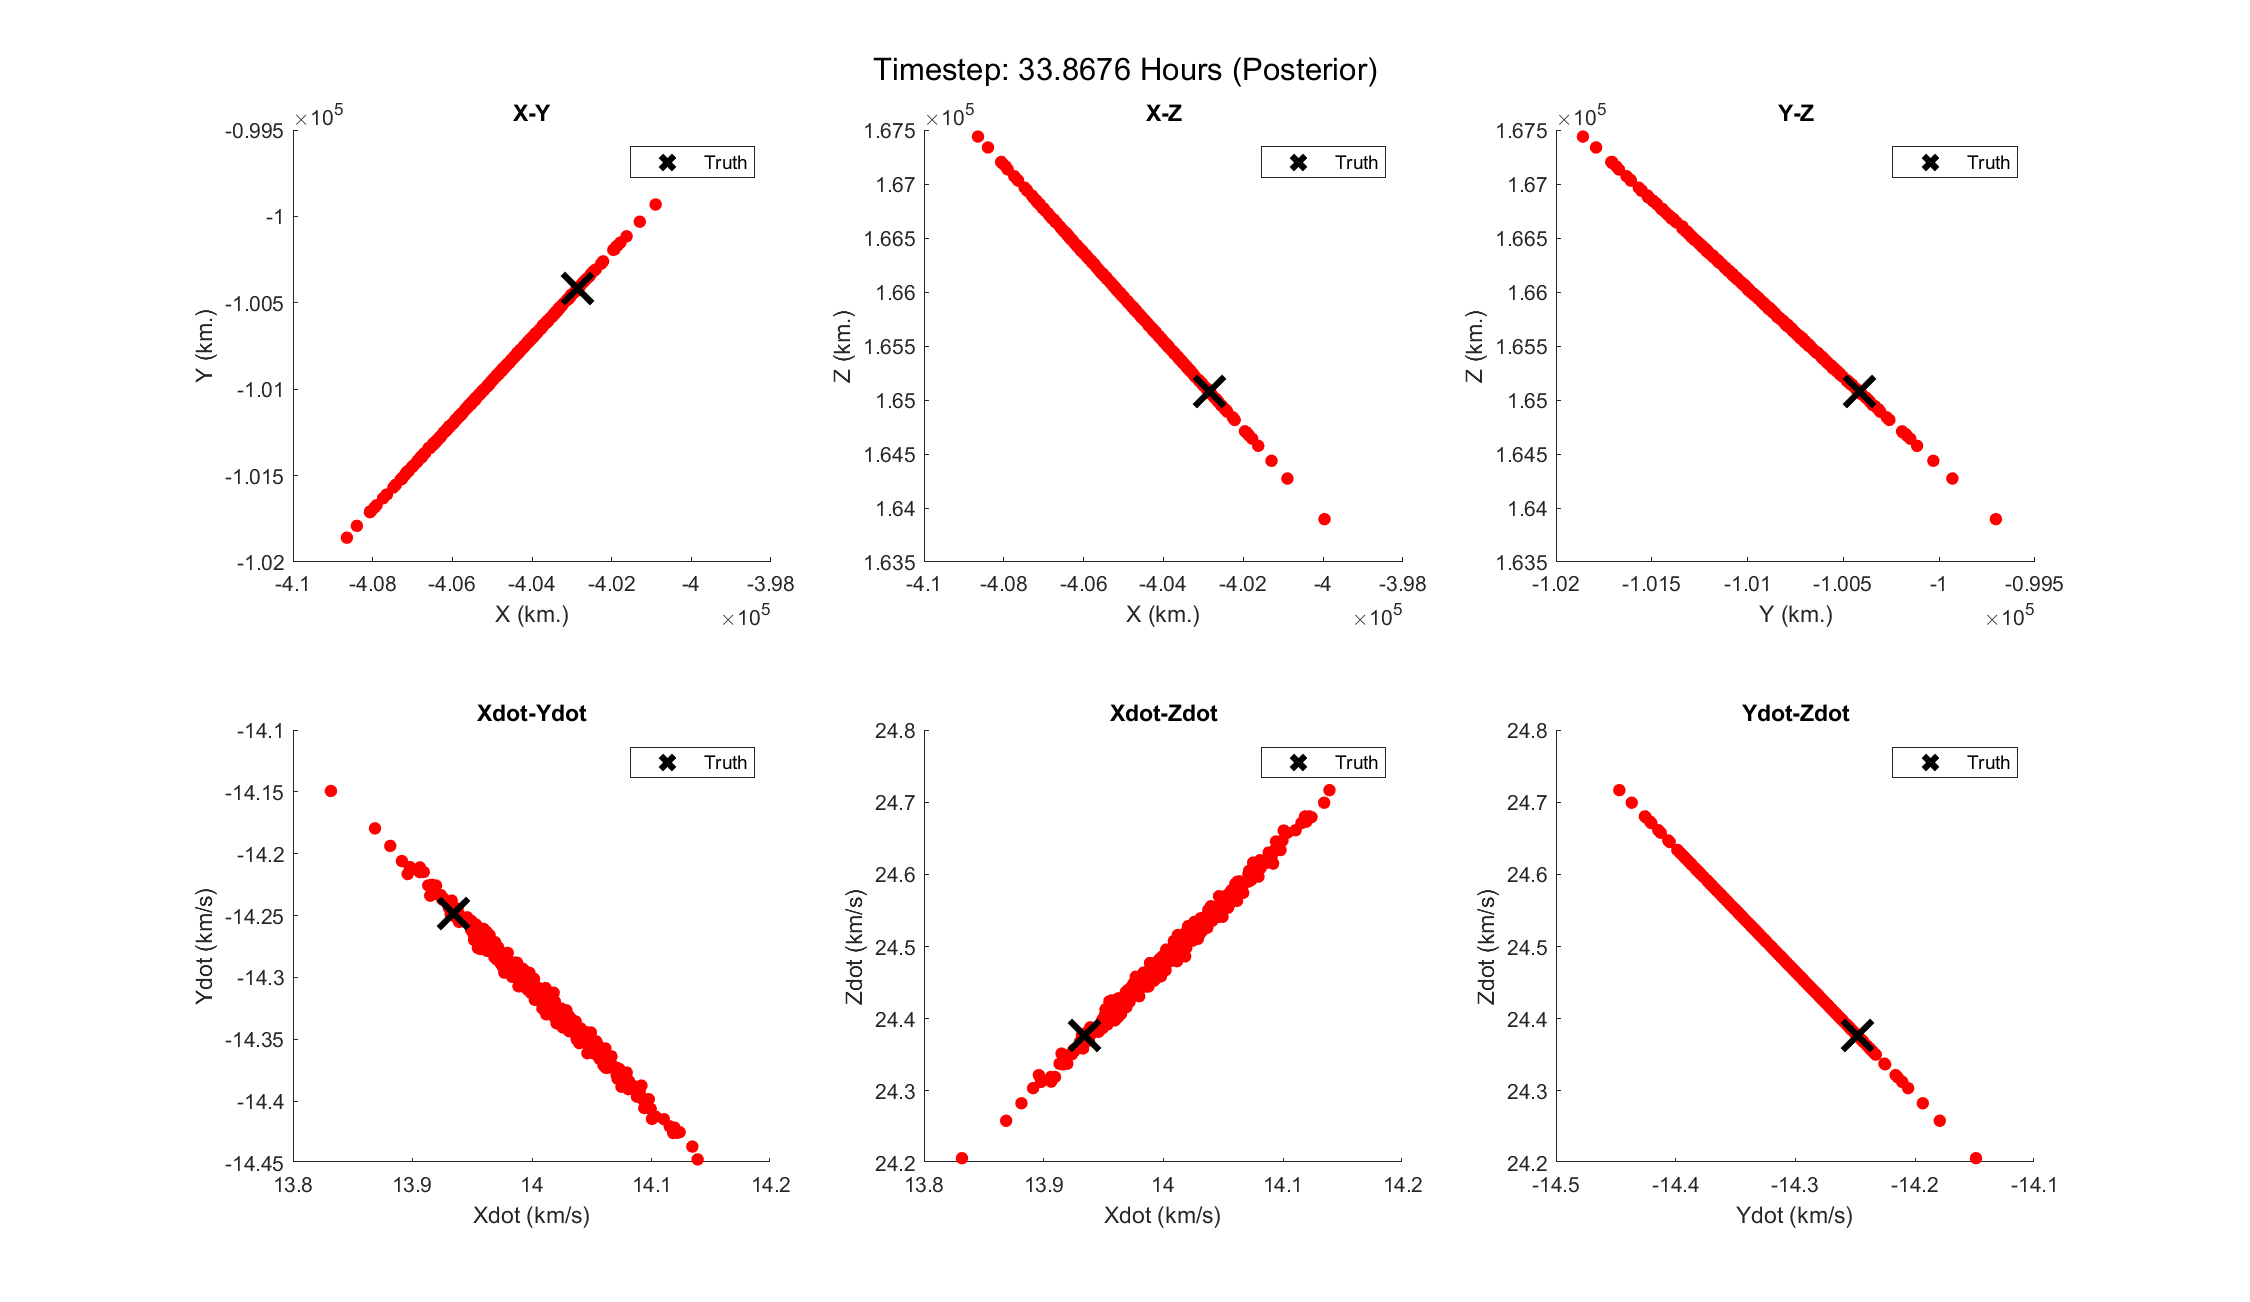 Timestep: 33.8676 Hours (Posterior)
X-Y
×10^5
-0.995
-1
-1.005
-1.01
-1.015
-1.02
Y (km.)
Truth
-4.1 -4.08 -4.06 -4.04 -4.02 -4 -3.98
X (km.)
×10^5
X-Z
×10^5
1.675
1.67
1.665
1.66
1.655
1.65
1.645
1.64
1.635
Z (km.)
Truth
-4.1 -4.08 -4.06 -4.04 -4.02 -4 -3.98
X (km.)
×10^5
Y-Z
×10^5
1.675
1.67
1.665
1.66
1.655
1.65
1.645
1.64
1.635
Z (km.)
Truth
-1.02 -1.015 -1.01 -1.005 -1 -0.995
Y (km.)
×10^5
Xdot-Ydot
-14.1
-14.15
-14.2
-14.25
-14.3
-14.35
-14.4
-14.45
Ydot (km/s)
Truth
13.8 13.9 14 14.1 14.2
Xdot (km/s)
Xdot-Zdot
24.8
24.7
24.6
24.5
24.4
24.3
24.2
Zdot (km/s)
Truth
13.8 13.9 14 14.1 14.2
Xdot (km/s)
Ydot-Zdot
24.8
24.7
24.6
24.5
24.4
24.3
24.2
Zdot (km/s)
Truth
-14.5 -14.4 -14.3 -14.2 -14.1
Ydot (km/s)